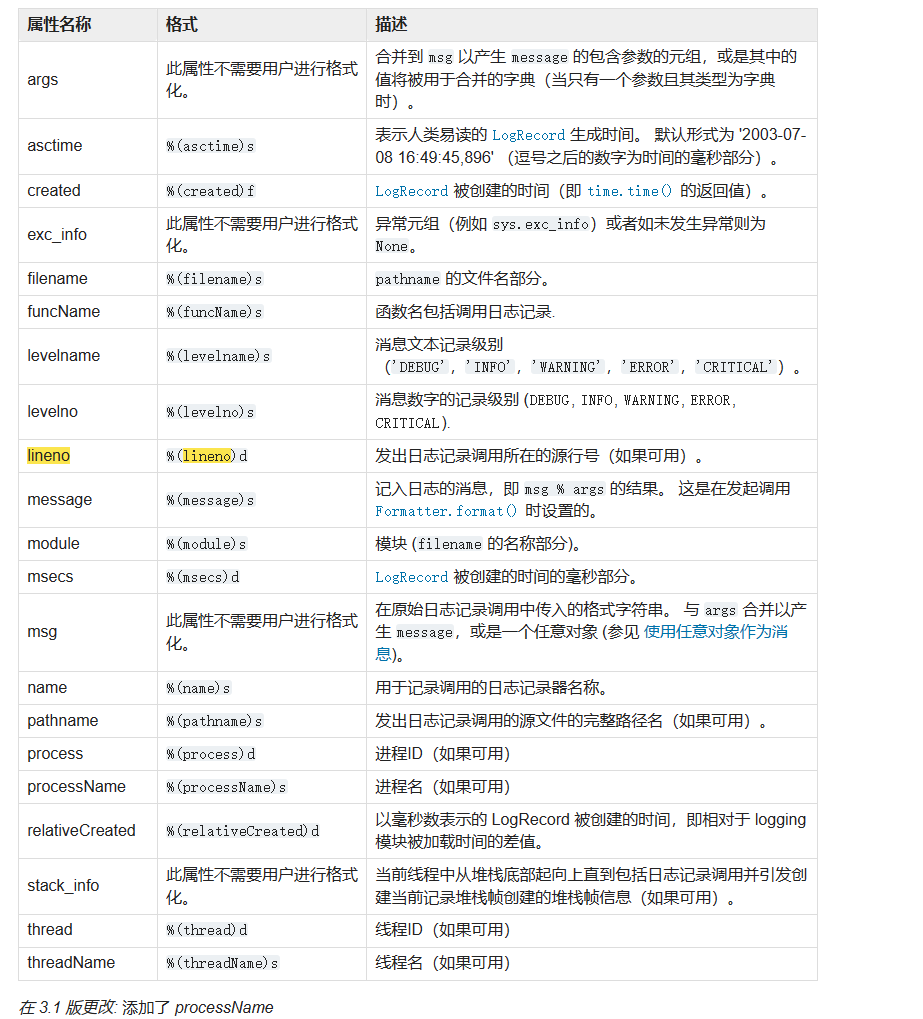 属性名称 格式 描述
args 此属性不需要用户进行格式化。 合并到 msg 以产生 message 的包含参数的元组，或是其中的
值将被用于合并的字典（当只有一个参数且其类型为字典
时）。
asctime %(asctime)s 表示人类易读的 LogRecord 生成时间。 默认形式为 '2003-07-
08 16:49:45,896' （逗号之后的数字为时间的毫秒部分）。
created %(created)f LogRecord 被创建的时间（即 time.time() 的返回值）。
exc_info 此属性不需要用户进行格式化。 异常元组（例如 sys.exc_info）或者如未发生异常则为
None。
filename %(filename)s pathname 的文件名部分。
funcName %(funcName)s 函数名包括调用日志记录.
levelname %(levelname)s 消息文本记录级别
（'DEBUG'，'INFO'，'WARNING'，'ERROR'，'CRITICAL'）。
levelno %(levelno)s 消息数字的记录级别 (DEBUG, INFO, WARNING, ERROR,
CRITICAL).
lineno %(lineno)d 发出日志记录调用所在的源行号（如果可用）。
message %(message)s 记入日志的消息，即 msg % args 的结果。 这是在发起调用
Formatter.format() 时设置的。
module %(module)s 模块 (filename 的名称部分)。
msecs %(msecs)d LogRecord 被创建的时间的毫秒部分。
msg 此属性不需要用户进行格式化。 在原始日志记录调用中传入的格式字符串。 与 args 合并以产
生 message，或是一个任意对象 (参见 使用任意对象作为消
息)。
name %(name)s 用于记录调用的日志记录器名称。
pathname %(pathname)s 发出日志记录调用的源文件的完整路径名（如果可用）。
process %(process)d 进程ID（如果可用）
processName %(processName)s 进程名（如果可用）
relativeCreated %(relativeCreated)d 以毫秒数表示的 LogRecord 被创建的时间，即相对于 logging
模块被加载时间的差值。
stack_info 此属性不需要用户进行格式化。 当前线程中从堆栈底部起向上直到包括日志记录调用并引发创
建当前记录堆栈帧创建的堆栈帧信息（如果可用）。
thread %(thread)d 线程ID（如果可用）
threadName %(threadName)s 线程名（如果可用）
在 3.1 版更改: 添加了 processName